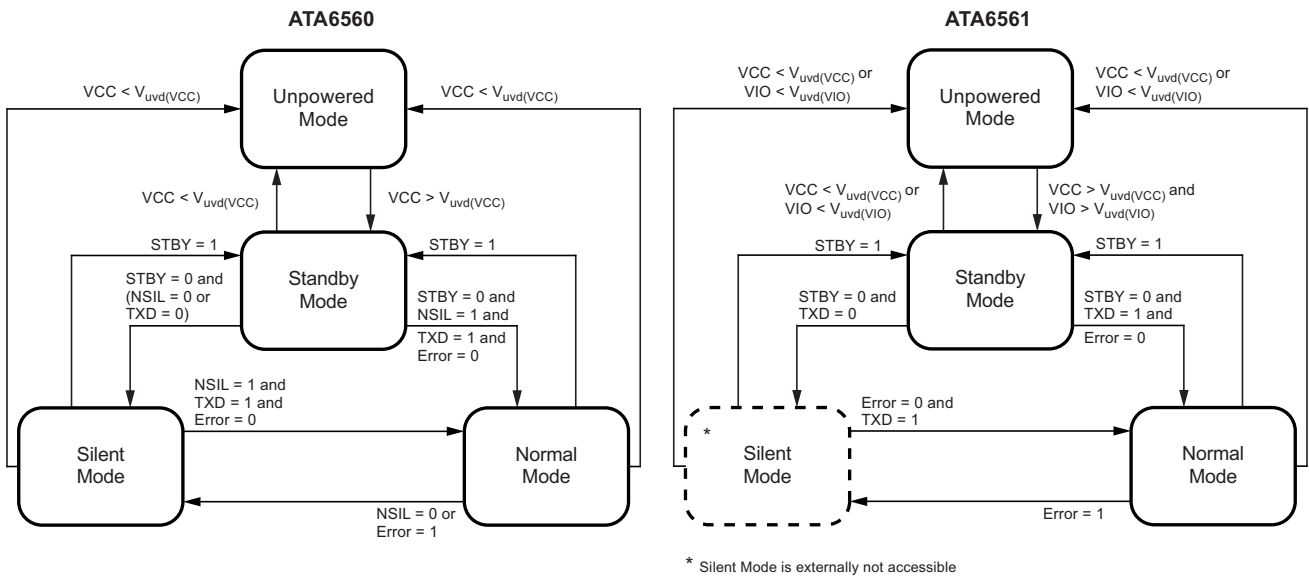 ATA6560
VCC < Vuvd(VCC)
Unpowered
Mode
VCC < Vuvd(VCC)
VCC < Vuvd(VCC)
VCC > Vuvd(VCC)
STBY = 1
STBY = 1
Standby
Mode
STBY = 0 and
(NSIL = 0 or
TXD = 0)
STBY = 0 and
NSIL = 1 and
TXD = 1 and
Error = 0
NSIL = 1 and
TXD = 1 and
Error = 0
Silent
Mode
Normal
Mode
NSIL = 0 or
Error = 1
ATA6561
VCC < Vuvd(VCC) or
VIO < Vuvd(VIO)
Unpowered
Mode
VCC < Vuvd(VCC) or
VIO < Vuvd(VIO)
VCC < Vuvd(VCC) or
VIO < Vuvd(VIO)
VCC > Vuvd(VCC) and
VIO > Vuvd(VIO)
STBY = 1
STBY = 1
Standby
Mode
STBY = 0 and
TXD = 0
STBY = 0 and
TXD = 1 and
Error = 0
Error = 0 and
TXD = 1
*
Silent
Mode
Normal
Mode
Error = 1
* Silent Mode is externally not accessible